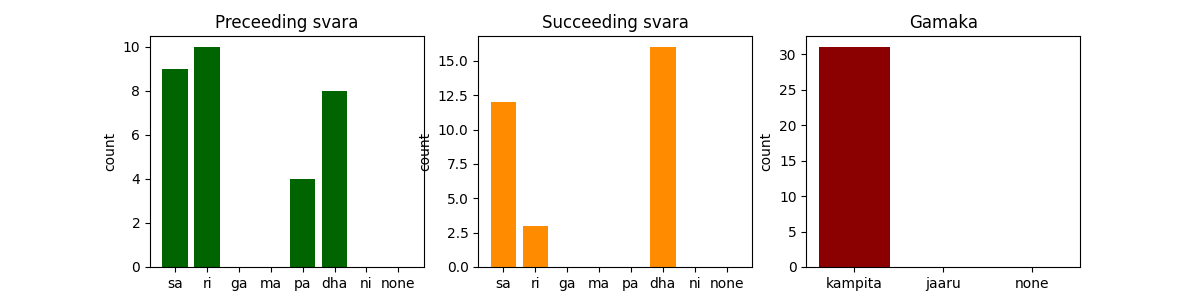 Preceeding svara
count
10
8
6
4
2
0
sa ri ga ma pa dha ni none
Succeeding svara
count
15.0
12.5
10.0
7.5
5.0
2.5
0.0
sa ri ga ma pa dha ni none
Gamaka
count
30
25
20
15
10
5
0
kampita jaaru none